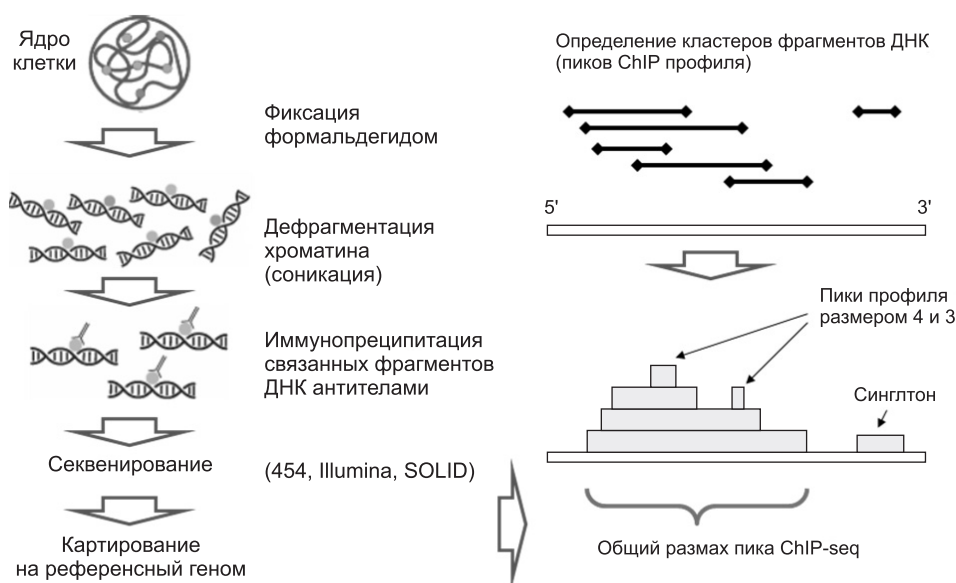 Ядро
клетки
Фиксация
формальдегидом
Дефрагментация
хроматина
(соникация)
Иммунопреципитация
связанных фрагментов
ДНК антителами
Секвенирование
(454, Illumina, SOLID)
Картирование
на референсный геном
Определение кластеров фрагментов ДНК
(пиков ChIP профиля)
5'
3'
Пики профиля
размером 4 и 3
Синглтон
Общий размах пика ChIP-seq